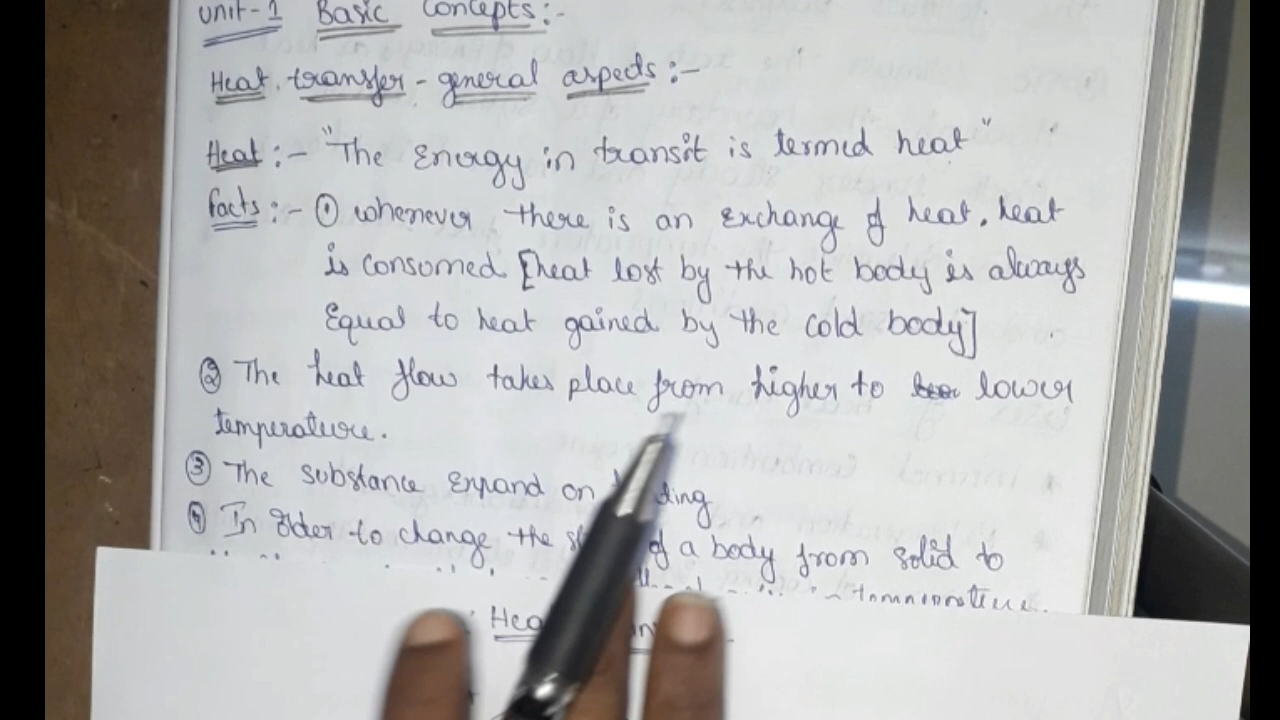 Unit-1 Basic Concepts:-
Heat transfer - general aspects:-
Heat:- "The Energy in transit is termed heat"
Facts:- ① whenever there is an Exchange of heat, heat
is consomed [heat lost by the hot body is always
Equal to heat gained by the cold body]
② The heat flow takes place from higher to lower
temperature.
③ The substance Expand on
④ In order to change the of a body from solid to
temperature.